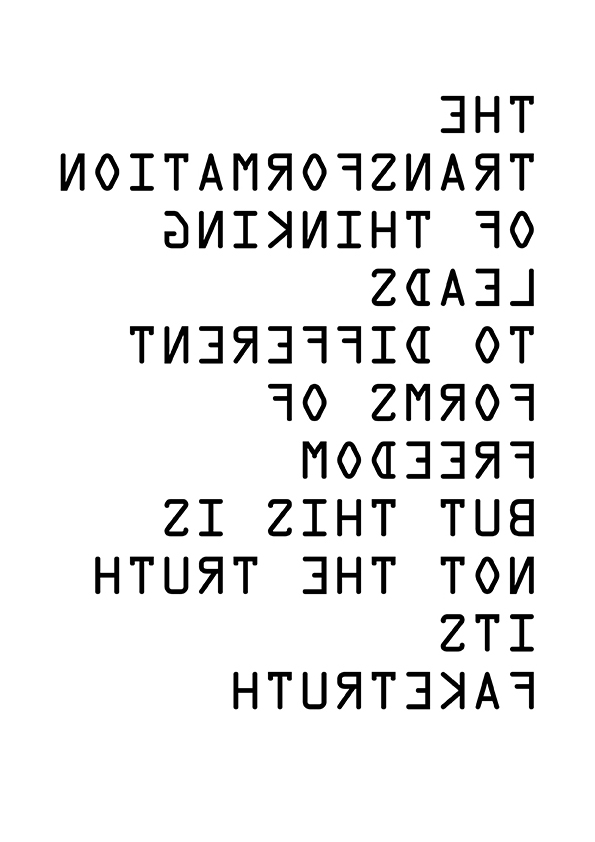 THE
TRANSFORMATION
OF THINKING
LEADS
TO DIFFERENT
FORMS OF
FREEDOM
BUT THIS IS
NOT THE TRUTH
ITS
FAKETRUTH